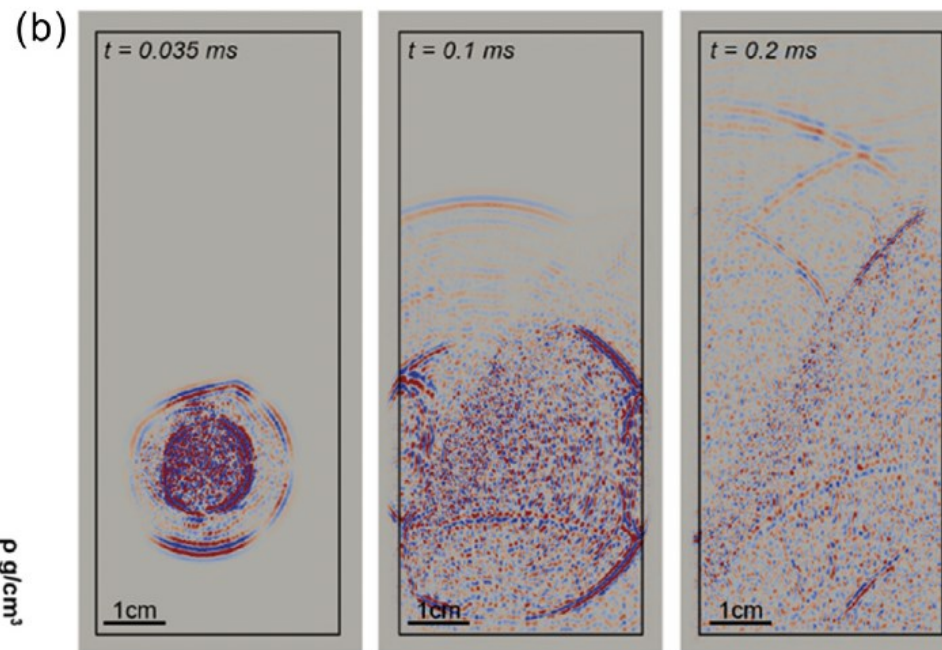 (b)
t = 0.035 ms
t = 0.1 ms
t = 0.2 ms
ρ g/cm³
1cm
1cm
1cm